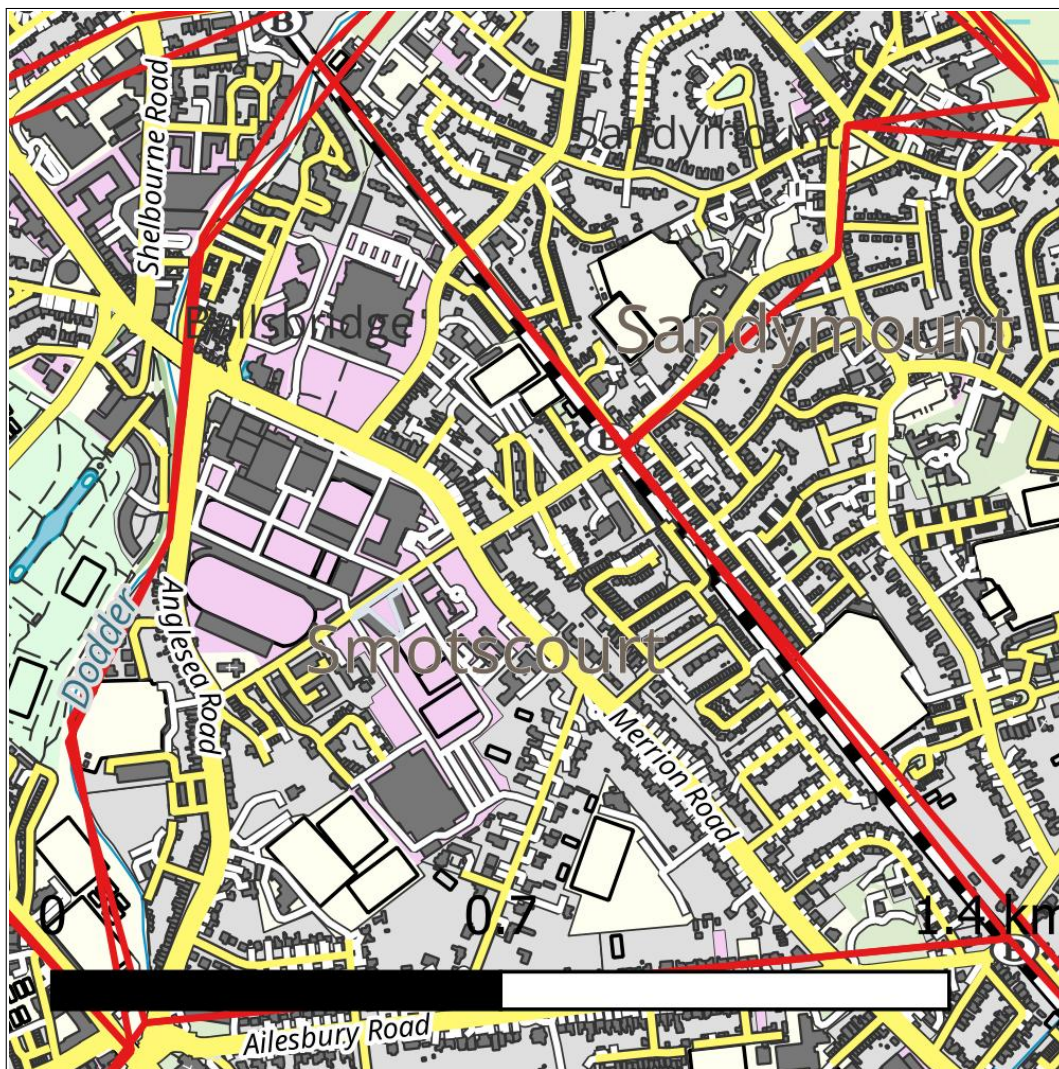 B
Shelbourne Road
Sandymount
Ballsbridge
Sandymount
Dodder
Anglesea Road
Smotscourt
Merrion Road
0
0.7
1.4 km
Ailesbury Road